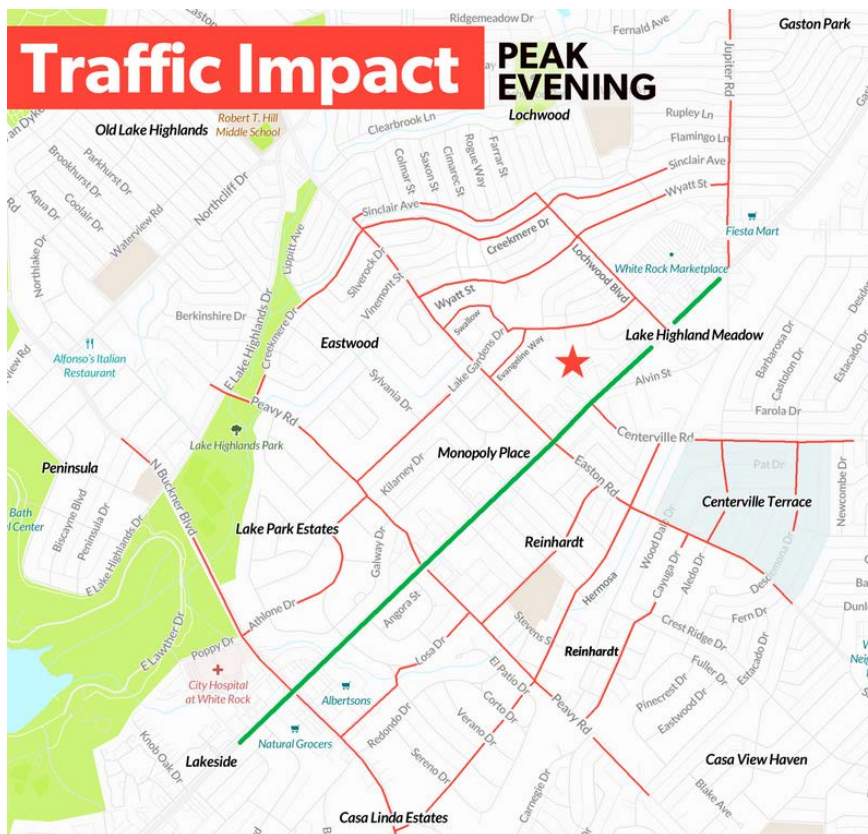 Traffic Impact
PEAK
EVENING
Ridgemeadow Dr
Fernald Ave
Gaston Park
Jupiter Rd
Robert T. Hill
Middle School
Old Lake Highlands
Clearbrook Ln
Lochwood
Rupley Ln
Flamingo Ln
Sinclair Ave
Wyatt St
Parkhurst Dr
Brookhurst Dr
Coolair Dr
Aqua Dr
Waterview Rd
Northcliff Dr
Northlake Dr
Lippitt Ave
Colmar St
Saxon St
Cimarec St
Rogue Way
Farrar St
Sinclair Ave
Creekmere Dr
Fiesta Mart
White Rock Marketplace
Lochwood Blvd
Silverock Dr
Vinemont St
Wyatt St
Swallow
Berkinshire Dr
E Lake Highlands Dr
Creekmere Dr
Eastwood
Lake Gardens Dr
Evangeline Way
Lake Highland Meadow
Barbarosa Dr
Castolon Dr
Estacado Dr
Alfonso's Italian
Restaurant
Alvin St
Sylvania Dr
Peavy Rd
Farola Dr
Lake Highlands Park
Centerville Rd
Peninsula
N Buckner Blvd
Monopoly Place
Kilarney Dr
Easton Rd
Pat Dr
Newcombe Dr
Centerville Terrace
Biscayne Blvd
Peninsula Dr
E Lake Highlands Dr
Bath
Lake Park Estates
Galway Dr
Reinhardt
Wood Dale Dr
Cayuga Dr
Aledo Dr
Hermosa
Angora St
Athlone Dr
E Lawther Dr
Poppy Dr
Stevens S
Fern Dr
Crest Ridge Dr
Estacado Dr
Reinhardt
Losa Dr
El Patio Dr
Corto Dr
Fuller Dr
Pinecrest Dr
Eastwood Dr
City Hospital
at White Rock
Albertsons
Peavy Rd
Natural Grocers
Redondo Dr
Verano Dr
Sereno Dr
Knob Oak Dr
Lakeside
Casa View Haven
Blake Ave
Carnegie Dr
Casa Linda Estates